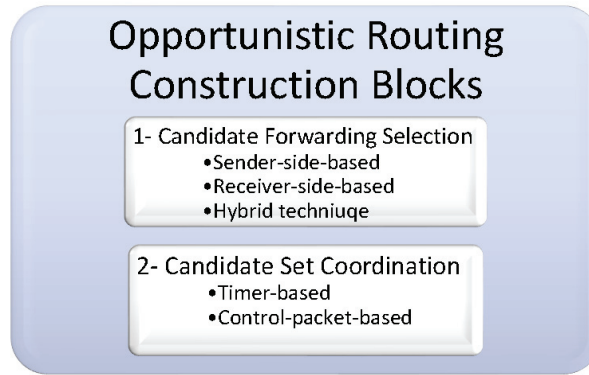 Opportunistic Routing
Construction Blocks
1- Candidate Forwarding Selection
•Sender-side-based
•Receiver-side-based
•Hybrid techniuqe
2- Candidate Set Coordination
•Timer-based
•Control-packet-based